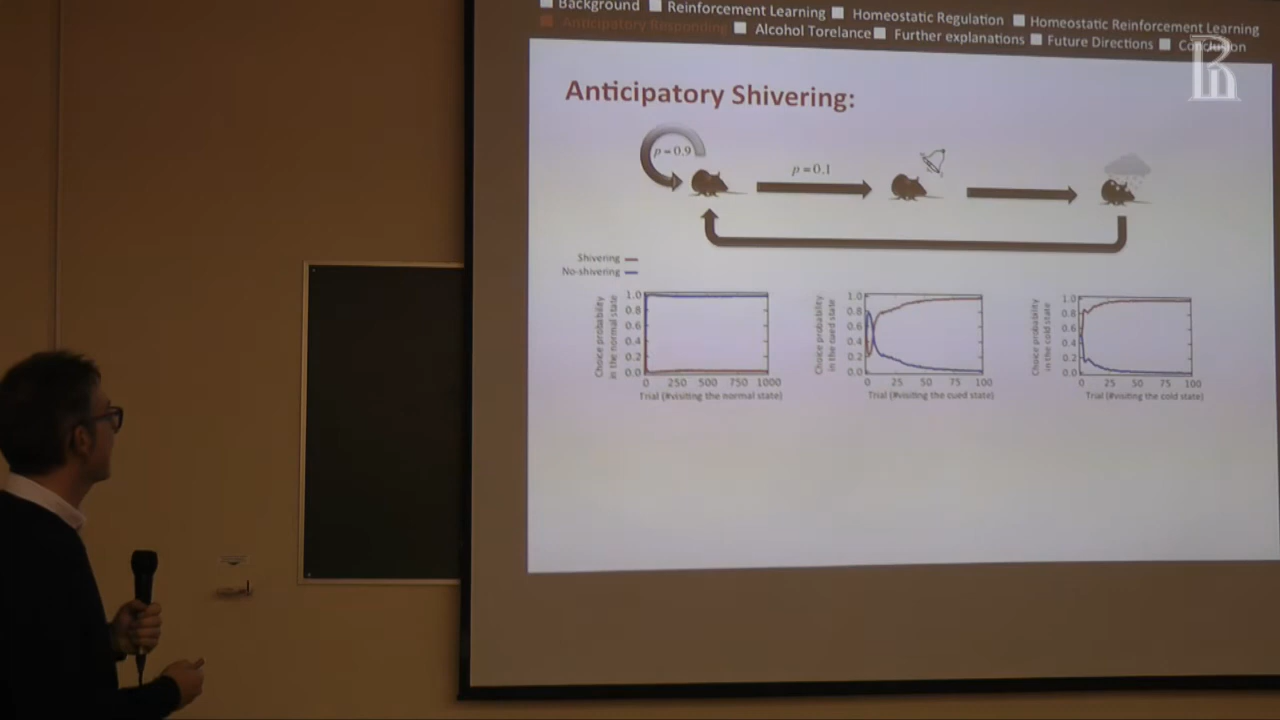 Background Reinforcement Learning Homeostatic Regulation Homeostatic Reinforcement Learning
Anticipatory Responding Alcohol Torelance Further explanations Future Directions Conclusion
Anticipatory Shivering:
p=0.9
p=0.1
Shivering
No-shivering
Choice probability
in the normal state
1.0
0.8
0.6
0.4
0.2
0.0
0 250 500 750 1000
Trial (#visiting the normal state)
Choice probability
in the cued state
1.0
0.8
0.6
0.4
0.2
0.0
0 25 50 75 100
Trial (#visiting the cued state)
Choice probability
in the cold state
1.0
0.8
0.6
0.4
0.2
0.0
0 25 50 75 100
Trial (#visiting the cold state)